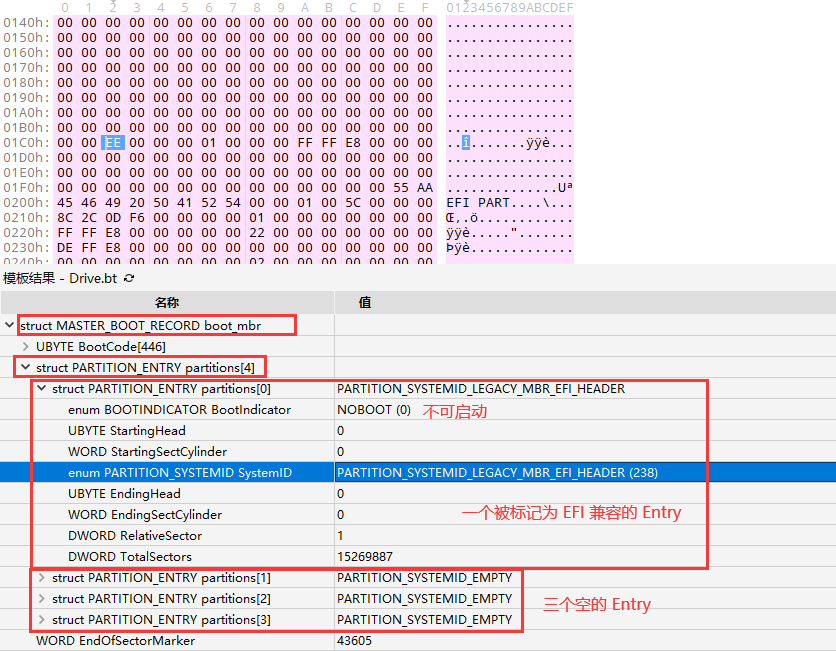 0 1 2 3 4 5 6 7 8 9 A B C D E F 0123456789ABCDEF
0140h: 00 00 00 00 00 00 00 00 00 00 00 00 00 00 00 00 ................
0150h: 00 00 00 00 00 00 00 00 00 00 00 00 00 00 00 00 ................
0160h: 00 00 00 00 00 00 00 00 00 00 00 00 00 00 00 00 ................
0170h: 00 00 00 00 00 00 00 00 00 00 00 00 00 00 00 00 ................
0180h: 00 00 00 00 00 00 00 00 00 00 00 00 00 00 00 00 ................
0190h: 00 00 00 00 00 00 00 00 00 00 00 00 00 00 00 00 ................
01A0h: 00 00 00 00 00 00 00 00 00 00 00 00 00 00 00 00 ................
01B0h: 00 00 00 00 00 00 00 00 00 00 00 00 00 00 00 00 ................
01C0h: 00 00 EE 00 00 00 01 00 00 00 FF FF E8 00 00 00 ..î.......ÿÿè...
01D0h: 00 00 00 00 00 00 00 00 00 00 00 00 00 00 00 00 ................
01E0h: 00 00 00 00 00 00 00 00 00 00 00 00 00 00 00 00 ................
01F0h: 00 00 00 00 00 00 00 00 00 00 00 00 00 00 55 AA ..............Uª
0200h: 45 46 49 20 50 41 52 54 00 00 01 00 5C 00 00 00 EFI PART....\...
0210h: 8C 2C 0D F6 00 00 00 00 01 00 00 00 00 00 00 00 Œ,.ö............
0220h: FF FF E8 00 00 00 00 00 22 00 00 00 00 00 00 00 ÿÿè.....".......
0230h: DE FF E8 00 00 00 00 00 00 00 00 00 00 00 00 00 Þÿè.............
0240h: 00 00 00 00 00 00 00 00 02 00 00 00 00 00 00 00
模板结果 - Drive.bt
名称 值
struct MASTER_BOOT_RECORD boot_mbr
UBYTE BootCode[446]
struct PARTITION_ENTRY partitions[4]
struct PARTITION_ENTRY partitions[0] PARTITION_SYSTEMID_LEGACY_MBR_EFI_HEADER
enum BOOTINDICATOR BootIndicator NOBOOT (0) 不可启动
UBYTE StartingHead 0
WORD StartingSectCylinder 0
enum PARTITION_SYSTEMID SystemID PARTITION_SYSTEMID_LEGACY_MBR_EFI_HEADER (238)
UBYTE EndingHead 0
WORD EndingSectCylinder 0 一个被标记为 EFI 兼容的 Entry
DWORD RelativeSector 1
DWORD TotalSectors 15269887
struct PARTITION_ENTRY partitions[1] PARTITION_SYSTEMID_EMPTY
struct PARTITION_ENTRY partitions[2] PARTITION_SYSTEMID_EMPTY 三个空的 Entry
struct PARTITION_ENTRY partitions[3] PARTITION_SYSTEMID_EMPTY
WORD EndOfSectorMarker 43605